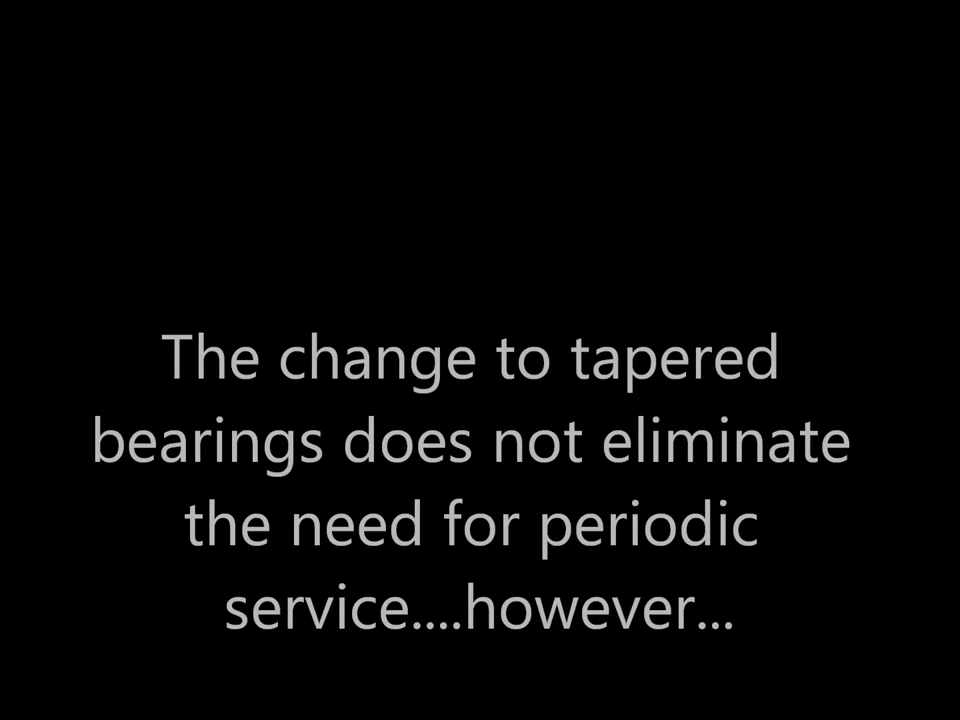 The change to tapered
bearings does not eliminate
the need for periodic
service....however...